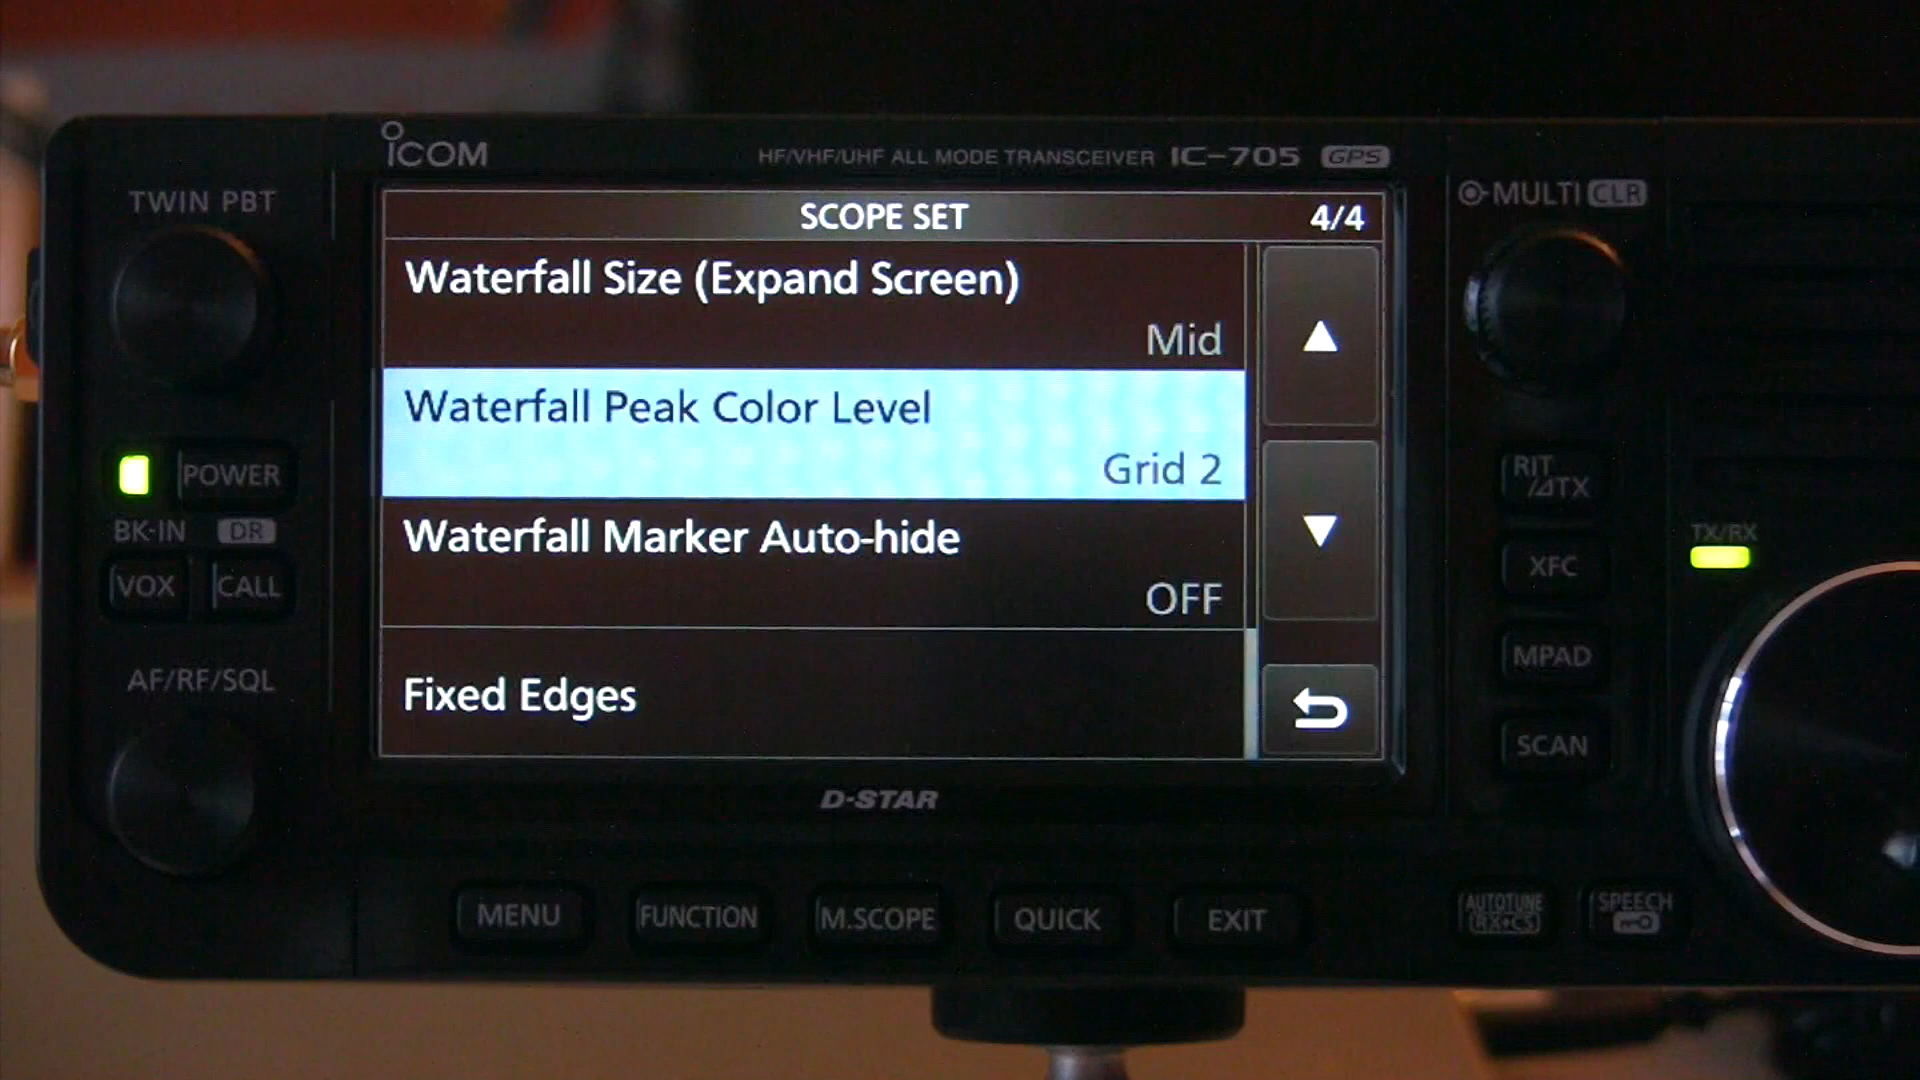 ICOM
HF/VHF/UHF ALL MODE TRANSCEIVER IC-705 GPS
TWIN PBT
MULTI CLR
SCOPE SET 4/4
Waterfall Size (Expand Screen)
Mid
Waterfall Peak Color Level
Grid 2
Waterfall Marker Auto-hide
OFF
Fixed Edges
POWER
BK-IN DR
VOX CALL
AF/RF/SQL
RIT
/⊿TX
TX/RX
XFC
MPAD
SCAN
D-STAR
MENU FUNCTION M.SCOPE QUICK EXIT
AUTOTUNE SPEECH
RX→CS